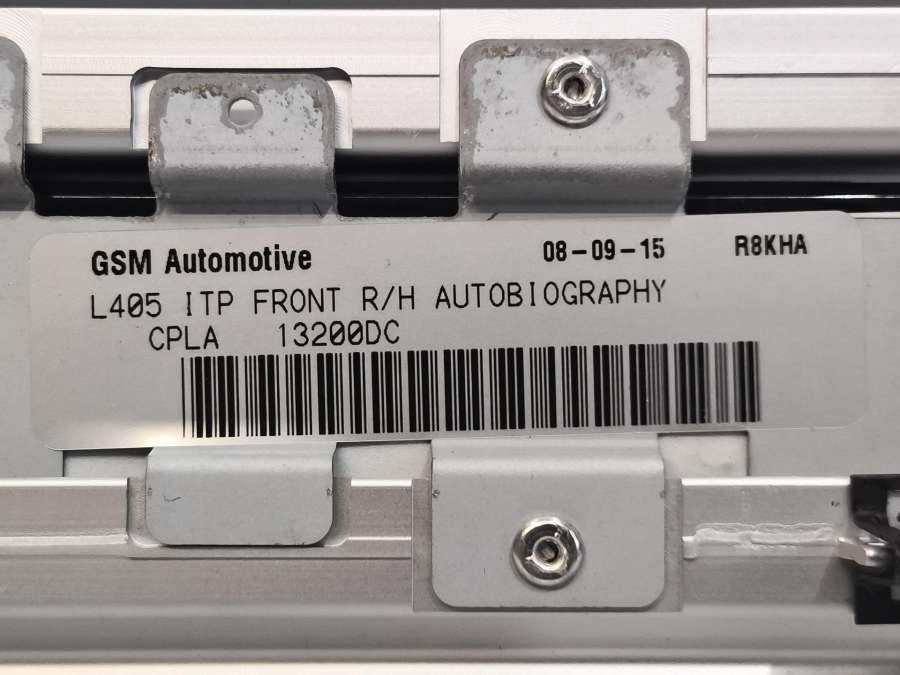 GSM Automotive 08-09-15 R8KHA
L405 ITP FRONT R/H AUTOBIOGRAPHY
CPLA 13200DC